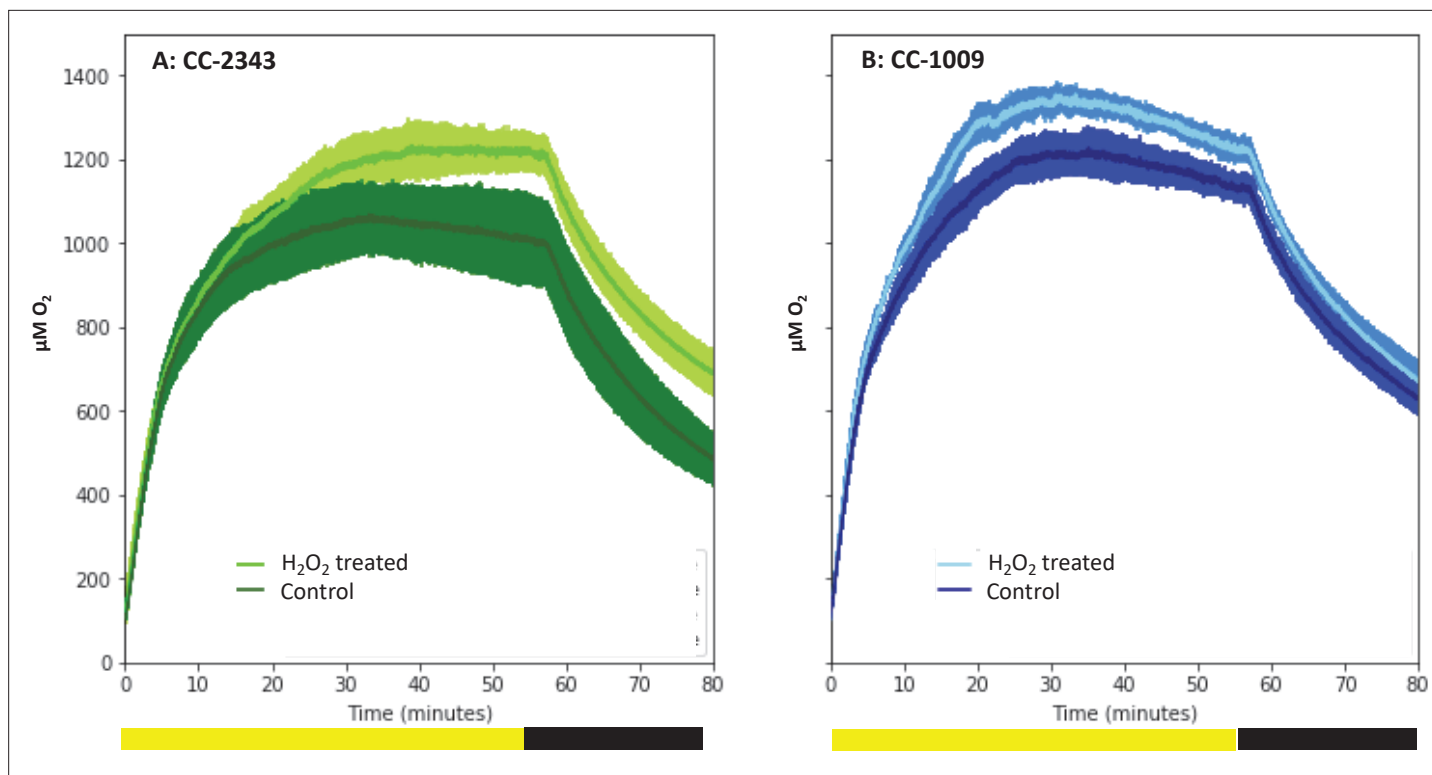 A: CC-2343
1400
1200
1000
800
600
400
200
0
µM O₂
H₂O₂ treated
Control
e
e
0 10 20 30 40 50 60 70 80
Time (minutes)
B: CC-1009
µM O₂
H₂O₂ treated
Control
0 10 20 30 40 50 60 70 80
Time (minutes)